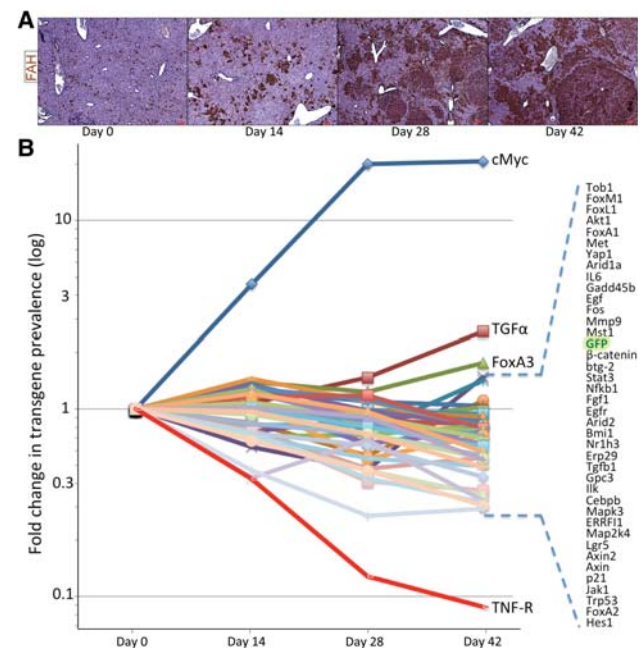 A
FAH
Day 0
Day 14
Day 28
Day 42
B
Fold change in transgene prevalence (log)
10
3
1
0.3
0.1
cMyc
TGFα
FoxA3
TNF-R
Day 0
Day 14
Day 28
Day 42
Tob1
FoxM1
FoxL1
Akt1
FoxA1
Met
Yap1
Arid1a
IL6
Gadd45b
Egf
Fos
Mmp9
Mst1
GFP
β-catenin
btg-2
Stat3
Nfkb1
Fgf1
Egfr
Arid2
Bmi1
Nr1h3
Erp29
Tgfb1
Gpc3
Ilk
Cebpb
Mapk3
ERRFI1
Map2k4
Lgr5
Axin2
Axin
p21
Jak1
Trp53
FoxA2
Hes1